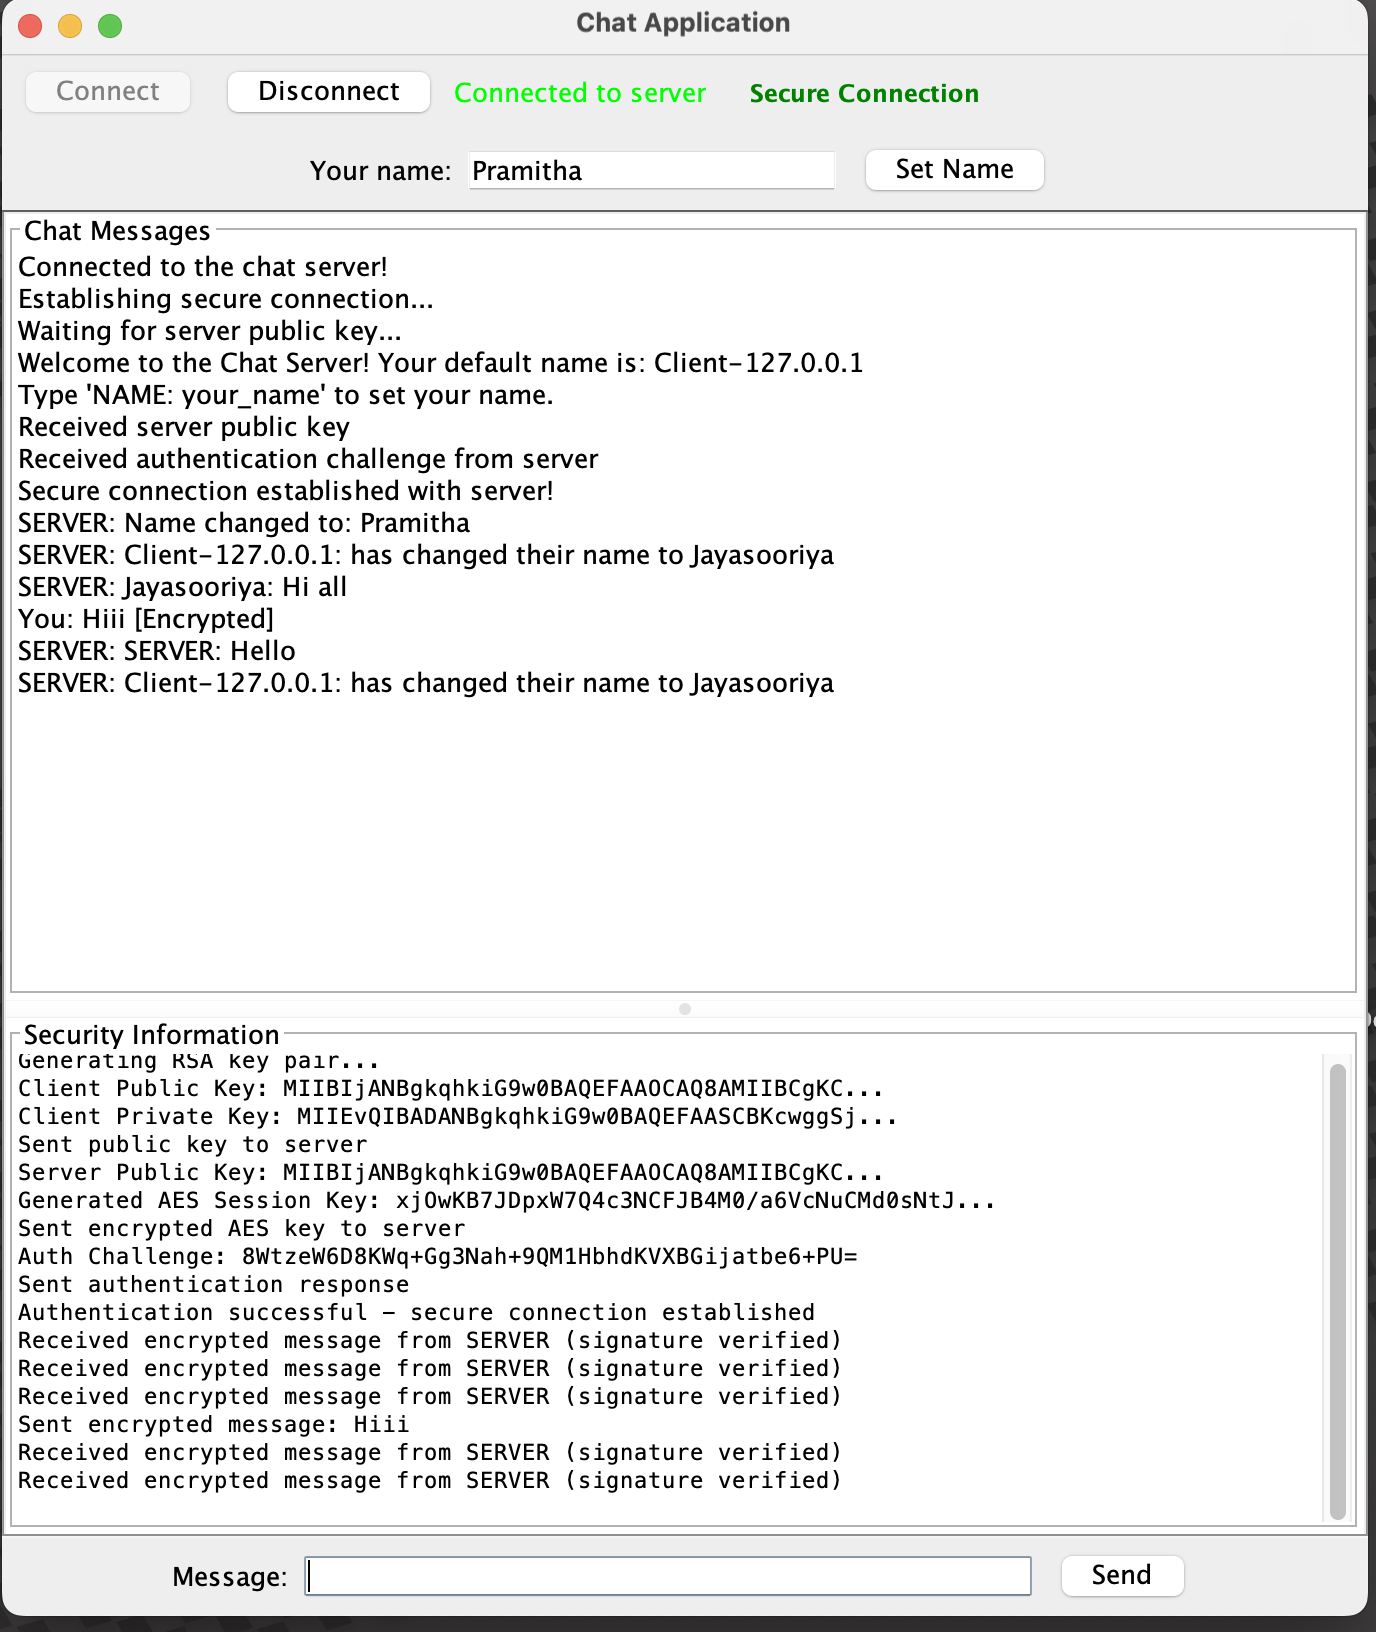 Chat Application
Connect Disconnect Connected to server Secure Connection
Your name: Pramitha Set Name
Chat Messages
Connected to the chat server!
Establishing secure connection...
Waiting for server public key...
Welcome to the Chat Server! Your default name is: Client-127.0.0.1
Type 'NAME: your_name' to set your name.
Received server public key
Received authentication challenge from server
Secure connection established with server!
SERVER: Name changed to: Pramitha
SERVER: Client-127.0.0.1: has changed their name to Jayasooriya
SERVER: Jayasooriya: Hi all
You: Hiii [Encrypted]
SERVER: SERVER: Hello
SERVER: Client-127.0.0.1: has changed their name to Jayasooriya
Security Information
Generating RSA key pair...
Client Public Key: MIIBIjANBgkqhkiG9w0BAQEFAAOCAQ8AMIIBCgKC...
Client Private Key: MIIEvQIBADANBgkqhkiG9w0BAQEFAASCBKcwggSj...
Sent public key to server
Server Public Key: MIIBIjANBgkqhkiG9w0BAQEFAAOCAQ8AMIIBCgKC...
Generated AES Session Key: xjOwKB7JDpxW7Q4c3NCFJB4M0/a6VcNuCMd0sNtJ...
Sent encrypted AES key to server
Auth Challenge: 8WtzeW6D8KWq+Gg3Nah+9QM1HbhdKVXBGijatbe6+PU=
Sent authentication response
Authentication successful – secure connection established
Received encrypted message from SERVER (signature verified)
Received encrypted message from SERVER (signature verified)
Received encrypted message from SERVER (signature verified)
Sent encrypted message: Hiii
Received encrypted message from SERVER (signature verified)
Received encrypted message from SERVER (signature verified)
Message: Send